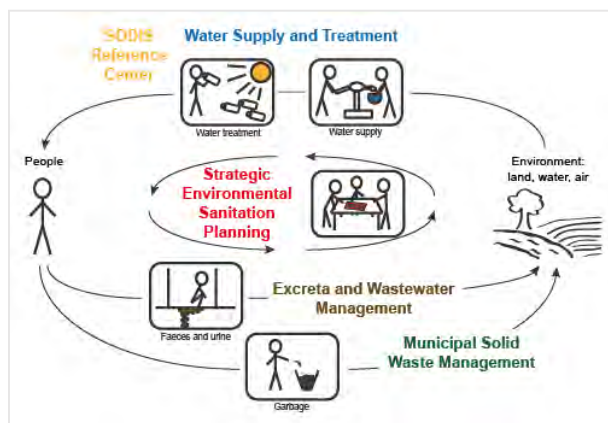 SODIS
Reference
Center
Water Supply and Treatment
Water treatment
Water supply
People
Environment:
land, water, air
Strategic
Environmental
Sanitation
Planning
Excreta and Wastewater
Management
Faeces and urine
Municipal Solid
Waste Management
Garbage